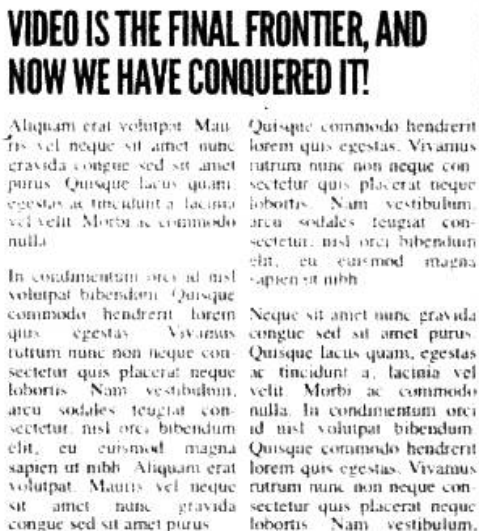 VIDEO IS THE FINAL FRONTIER, AND
NOW WE HAVE CONQUERED IT!
Aliquam erat volutpat. Mau-
ris vel neque sit amet nunc
gravida congue sed sit amet
purus. Quisque lacus quam,
egestas ac tincidunt a, lacinia
vel velit. Morbi ac commodo
nulla.
In condimentum orci id nisl
volutpat bibendum. Quisque
commodo hendrerit lorem
quis egestas. Vivamus
rutrum nunc non neque con-
sectetur quis placerat neque
lobortis. Nam vestibulum,
arcu sodales feugiat con-
sectetur, nisl orci bibendum
elit, eu euismod magna
sapien ut nibh. Aliquam erat
volutpat. Mauris vel neque
sit amet nunc gravida
congue sed sit amet purus.
Quisque commodo hendrerit
lorem quis egestas. Vivamus
rutrum nunc non neque con-
sectetur quis placerat neque
lobortis. Nam vestibulum,
arcu sodales feugiat con-
sectetur, nisl orci bibendum
elit, eu euismod magna
sapien ut nibh.
Neque sit amet nunc gravida
congue sed sit amet purus.
Quisque lacus quam, egestas
ac tincidunt a, lacinia vel
velit. Morbi ac commodo
nulla. In condimentum orci
id nisl volutpat bibendum.
Quisque commodo hendrerit
lorem quis egestas. Vivamus
rutrum nunc non neque con-
sectetur quis placerat neque
lobortis. Nam vestibulum,